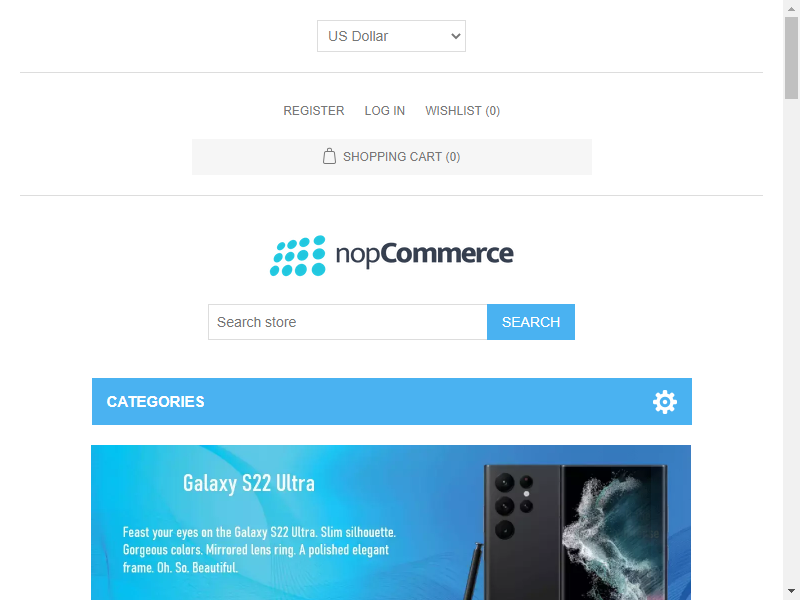 US Dollar
REGISTER LOG IN WISHLIST (0)
SHOPPING CART (0)
nopCommerce
Search store SEARCH
CATEGORIES
Galaxy S22 Ultra
Feast your eyes on the Galaxy S22 Ultra. Slim silhouette.
Gorgeous colors. Mirrored lens ring. A polished elegant
frame. Oh. So. Beautiful.